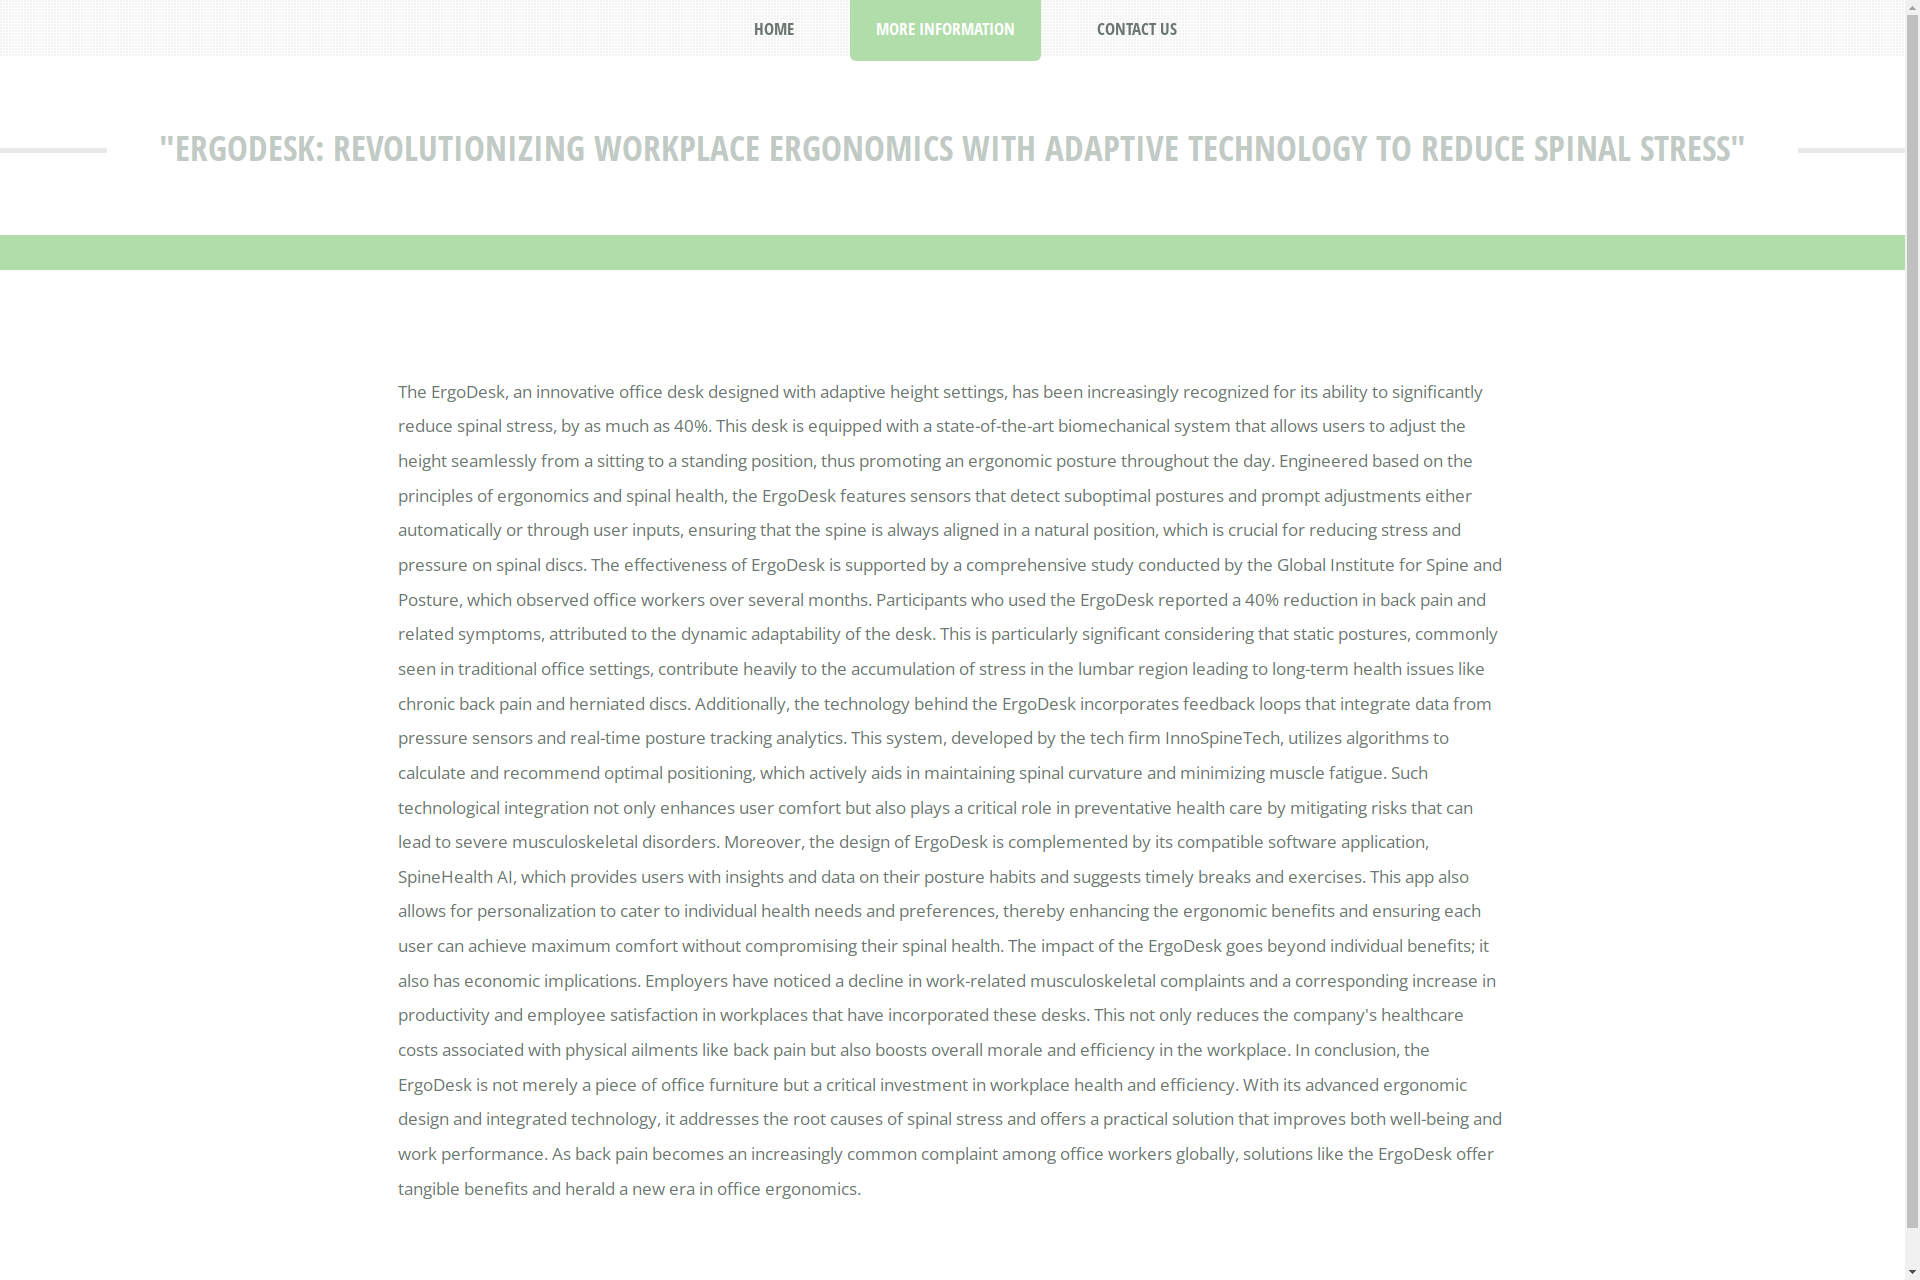 HOME
MORE INFORMATION
CONTACT US
"ERGODESK: REVOLUTIONIZING WORKPLACE ERGONOMICS WITH ADAPTIVE TECHNOLOGY TO REDUCE SPINAL STRESS"
The ErgoDesk, an innovative office desk designed with adaptive height settings, has been increasingly recognized for its ability to significantly
reduce spinal stress, by as much as 40%. This desk is equipped with a state-of-the-art biomechanical system that allows users to adjust the
height seamlessly from a sitting to a standing position, thus promoting an ergonomic posture throughout the day. Engineered based on the
principles of ergonomics and spinal health, the ErgoDesk features sensors that detect suboptimal postures and prompt adjustments either
automatically or through user inputs, ensuring that the spine is always aligned in a natural position, which is crucial for reducing stress and
pressure on spinal discs. The effectiveness of ErgoDesk is supported by a comprehensive study conducted by the Global Institute for Spine and
Posture, which observed office workers over several months. Participants who used the ErgoDesk reported a 40% reduction in back pain and
related symptoms, attributed to the dynamic adaptability of the desk. This is particularly significant considering that static postures, commonly
seen in traditional office settings, contribute heavily to the accumulation of stress in the lumbar region leading to long-term health issues like
chronic back pain and herniated discs. Additionally, the technology behind the ErgoDesk incorporates feedback loops that integrate data from
pressure sensors and real-time posture tracking analytics. This system, developed by the tech firm InnoSpineTech, utilizes algorithms to
calculate and recommend optimal positioning, which actively aids in maintaining spinal curvature and minimizing muscle fatigue. Such
technological integration not only enhances user comfort but also plays a critical role in preventative health care by mitigating risks that can
lead to severe musculoskeletal disorders. Moreover, the design of ErgoDesk is complemented by its compatible software application,
SpineHealth AI, which provides users with insights and data on their posture habits and suggests timely breaks and exercises. This app also
allows for personalization to cater to individual health needs and preferences, thereby enhancing the ergonomic benefits and ensuring each
user can achieve maximum comfort without compromising their spinal health. The impact of the ErgoDesk goes beyond individual benefits; it
also has economic implications. Employers have noticed a decline in work-related musculoskeletal complaints and a corresponding increase in
productivity and employee satisfaction in workplaces that have incorporated these desks. This not only reduces the company's healthcare
costs associated with physical ailments like back pain but also boosts overall morale and efficiency in the workplace. In conclusion, the
ErgoDesk is not merely a piece of office furniture but a critical investment in workplace health and efficiency. With its advanced ergonomic
design and integrated technology, it addresses the root causes of spinal stress and offers a practical solution that improves both well-being and
work performance. As back pain becomes an increasingly common complaint among office workers globally, solutions like the ErgoDesk offer
tangible benefits and herald a new era in office ergonomics.